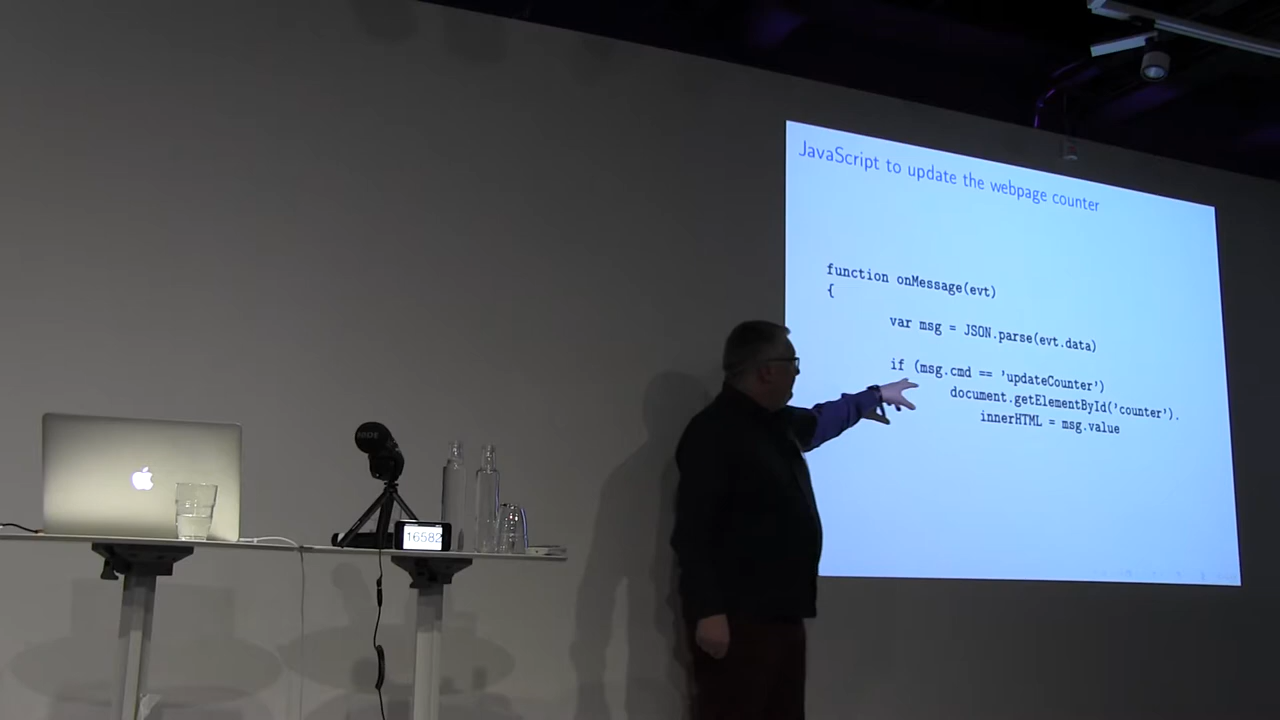 JavaScript to update the webpage counter
function onMessage(evt)
{
var msg = JSON.parse(evt.data)
if (msg.cmd == 'updateCounter')
document.getElementById('counter').
innerHTML = msg.value
RODE
16582